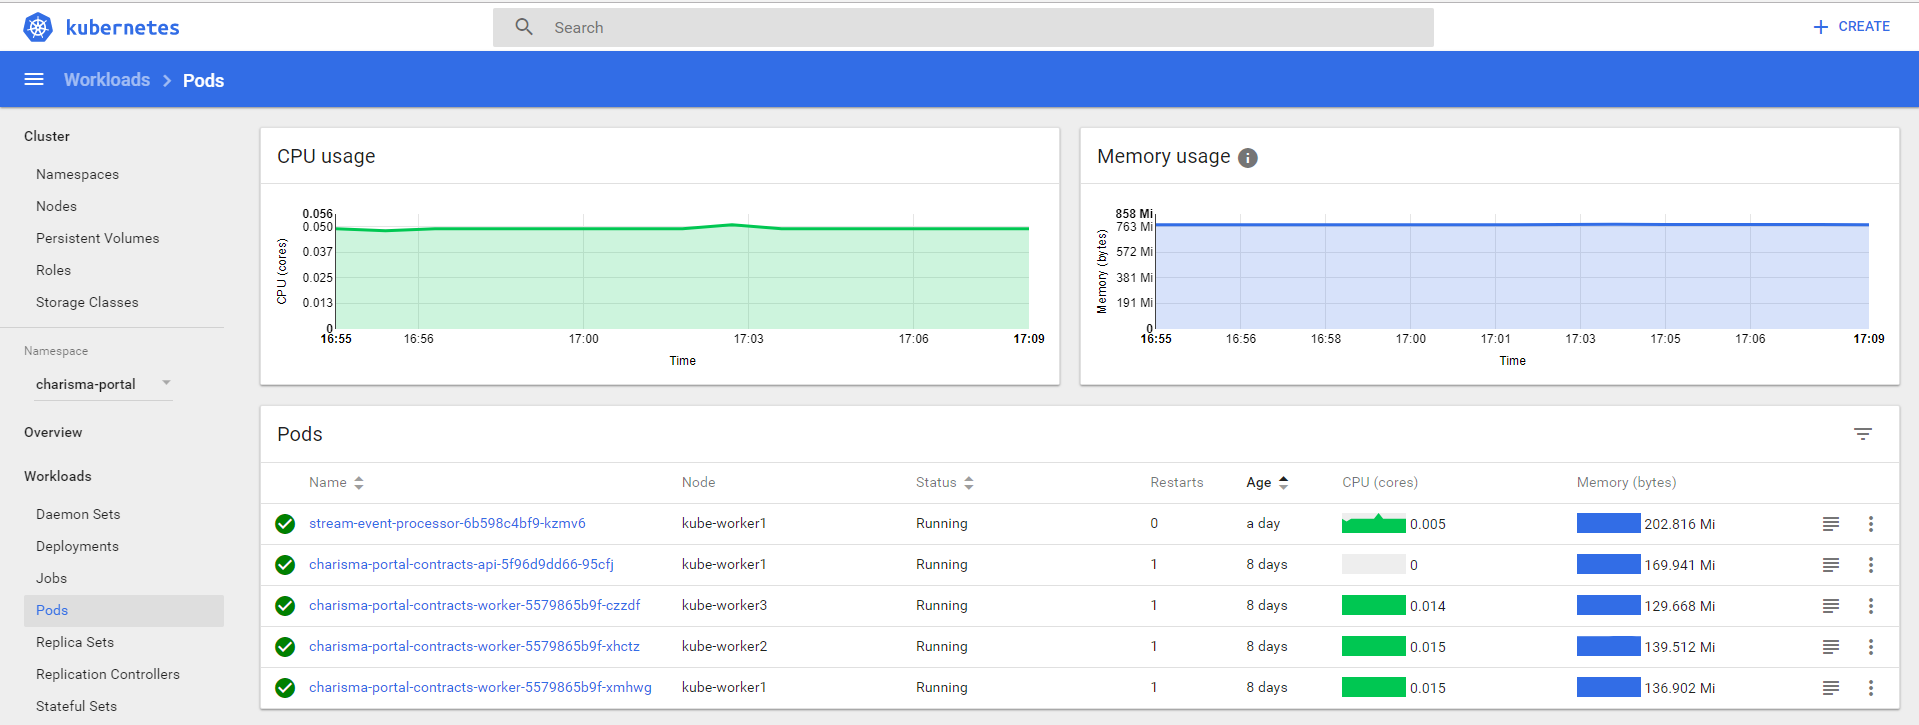 kubernetes
Search
CREATE
Workloads
Pods
Cluster
Namespaces
Nodes
Persistent Volumes
Roles
Storage Classes
Namespace
charisma-portal
Overview
Workloads
Daemon Sets
Deployments
Jobs
Pods
Replica Sets
Replication Controllers
Stateful Sets
CPU usage
CPU (cores)
0.056
0.050
0.037
0.025
0.013
0
16:55 16:56 17:00 17:03 17:06 17:09
Time
Memory usage
Memory (bytes)
858 Mi
763 Mi
572 Mi
381 Mi
191 Mi
0
16:55 16:56 16:58 17:00 17:01 17:03 17:05 17:06 17:09
Time
Pods
Name Node Status Restarts Age CPU (cores) Memory (bytes)
stream-event-processor-6b598c4bf9-kzmv6 kube-worker1 Running 0 a day 0.005 202.816 Mi
charisma-portal-contracts-api-5f96d9dd66-95cfj kube-worker1 Running 1 8 days 0 169.941 Mi
charisma-portal-contracts-worker-5579865b9f-czzdf kube-worker3 Running 1 8 days 0.014 129.668 Mi
charisma-portal-contracts-worker-5579865b9f-xhctz kube-worker2 Running 1 8 days 0.015 139.512 Mi
charisma-portal-contracts-worker-5579865b9f-xmhwg kube-worker1 Running 1 8 days 0.015 136.902 Mi